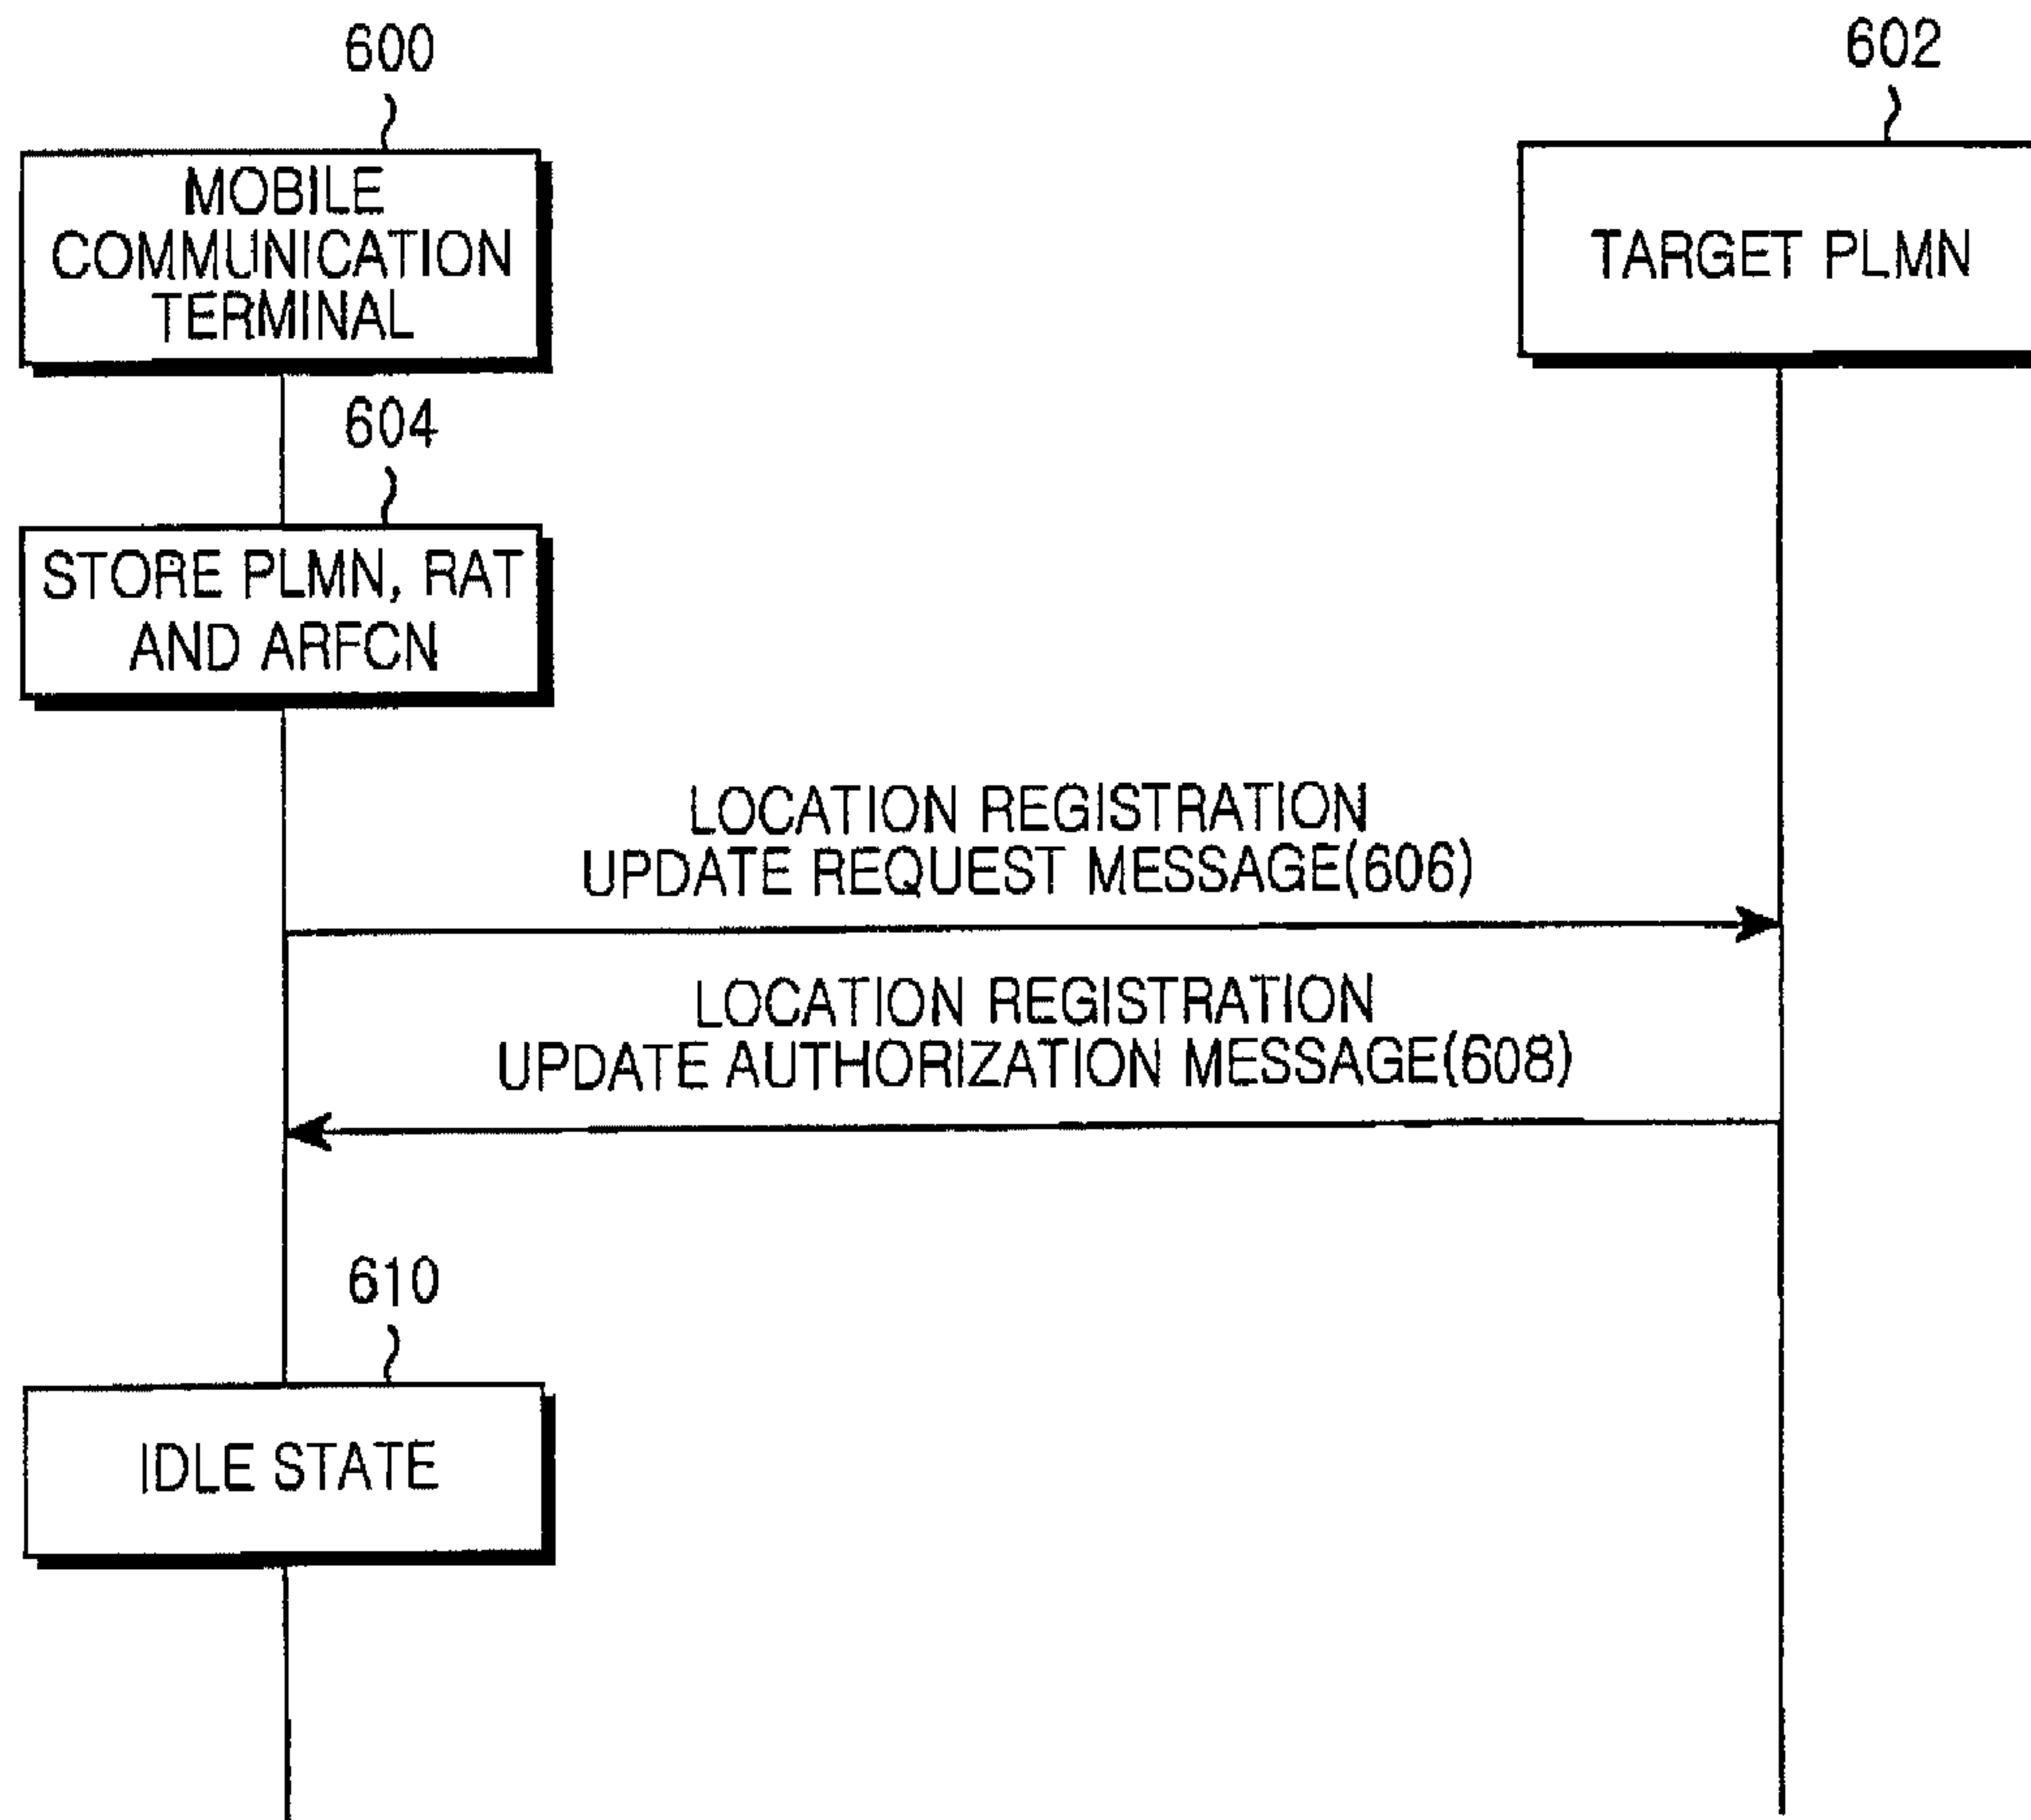 600
602
MOBILE
COMMUNICATION
TERMINAL
TARGET PLMN
604
STORE PLMN, RAT
AND ARFCN
LOCATION REGISTRATION
UPDATE REQUEST MESSAGE(606)
LOCATION REGISTRATION
UPDATE AUTHORIZATION MESSAGE(608)
610
IDLE STATE